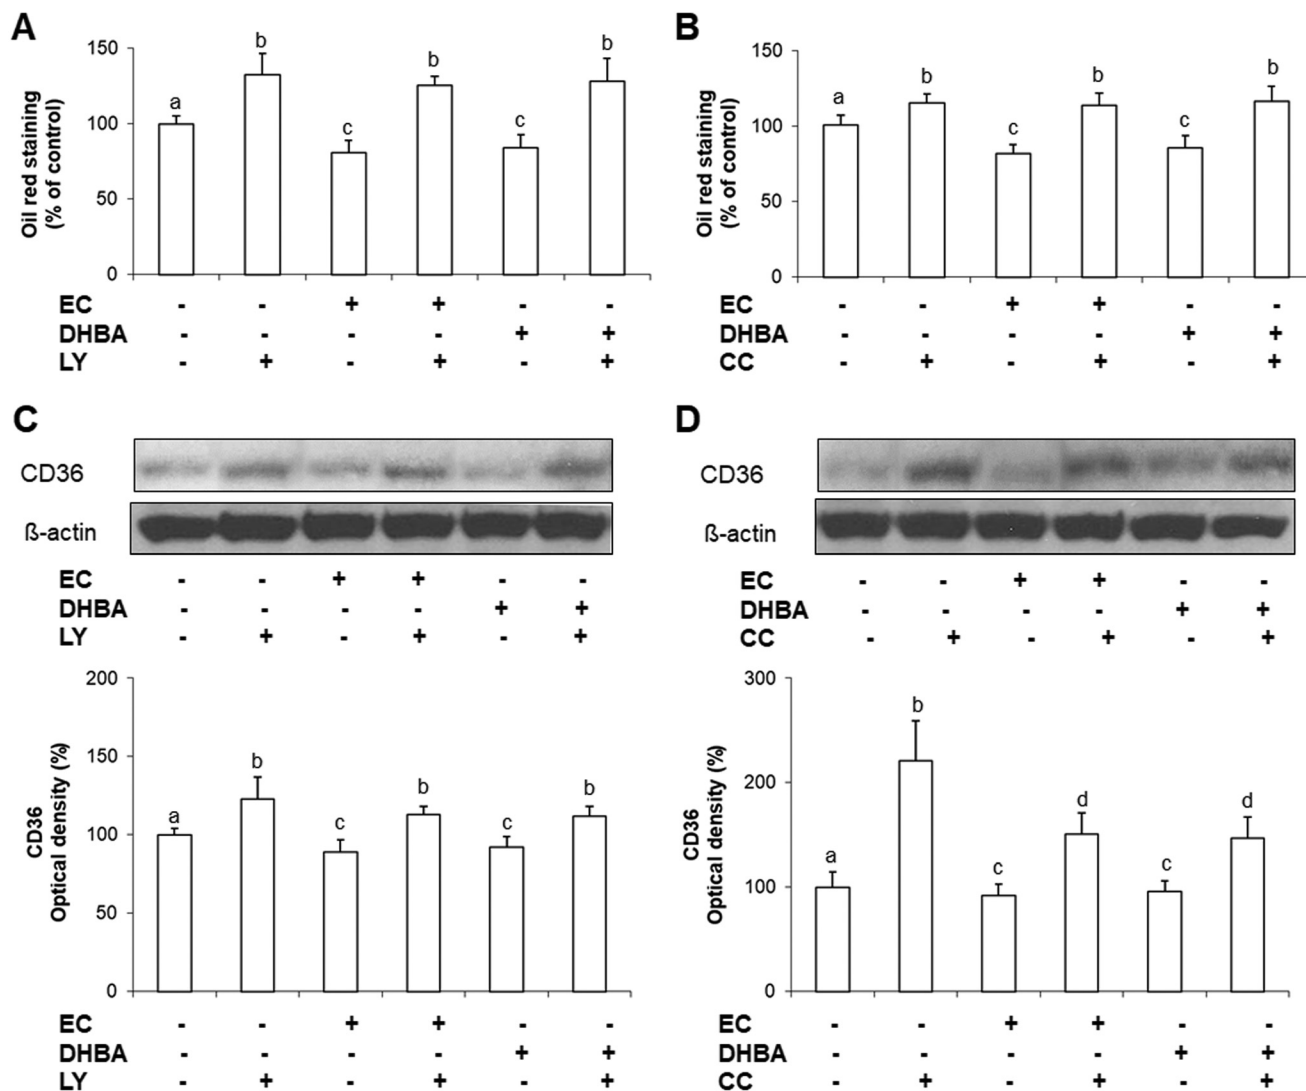 A
Oil red staining
(% of control)
150
100
50
0
a
b
c
b
c
b
EC - - + + - -
DHBA - - - - + +
LY - + - + - +
B
Oil red staining
(% of control)
150
100
50
0
a
b
c
b
c
b
EC - - + + - -
DHBA - - - - + +
CC - + - + - +
C
CD36
ß-actin
EC - - + + - -
DHBA - - - - + +
LY - + - + - +
CD36
Optical density (%)
200
150
100
50
0
a
b
c
b
c
b
EC - - + + - -
DHBA - - - - + +
LY - + - + - +
D
CD36
ß-actin
EC - - + + - -
DHBA - - - - + +
CC - + - + - +
CD36
Optical density (%)
300
200
100
0
a
b
c
d
c
d
EC - - + + - -
DHBA - - - - + +
CC - + - + - +